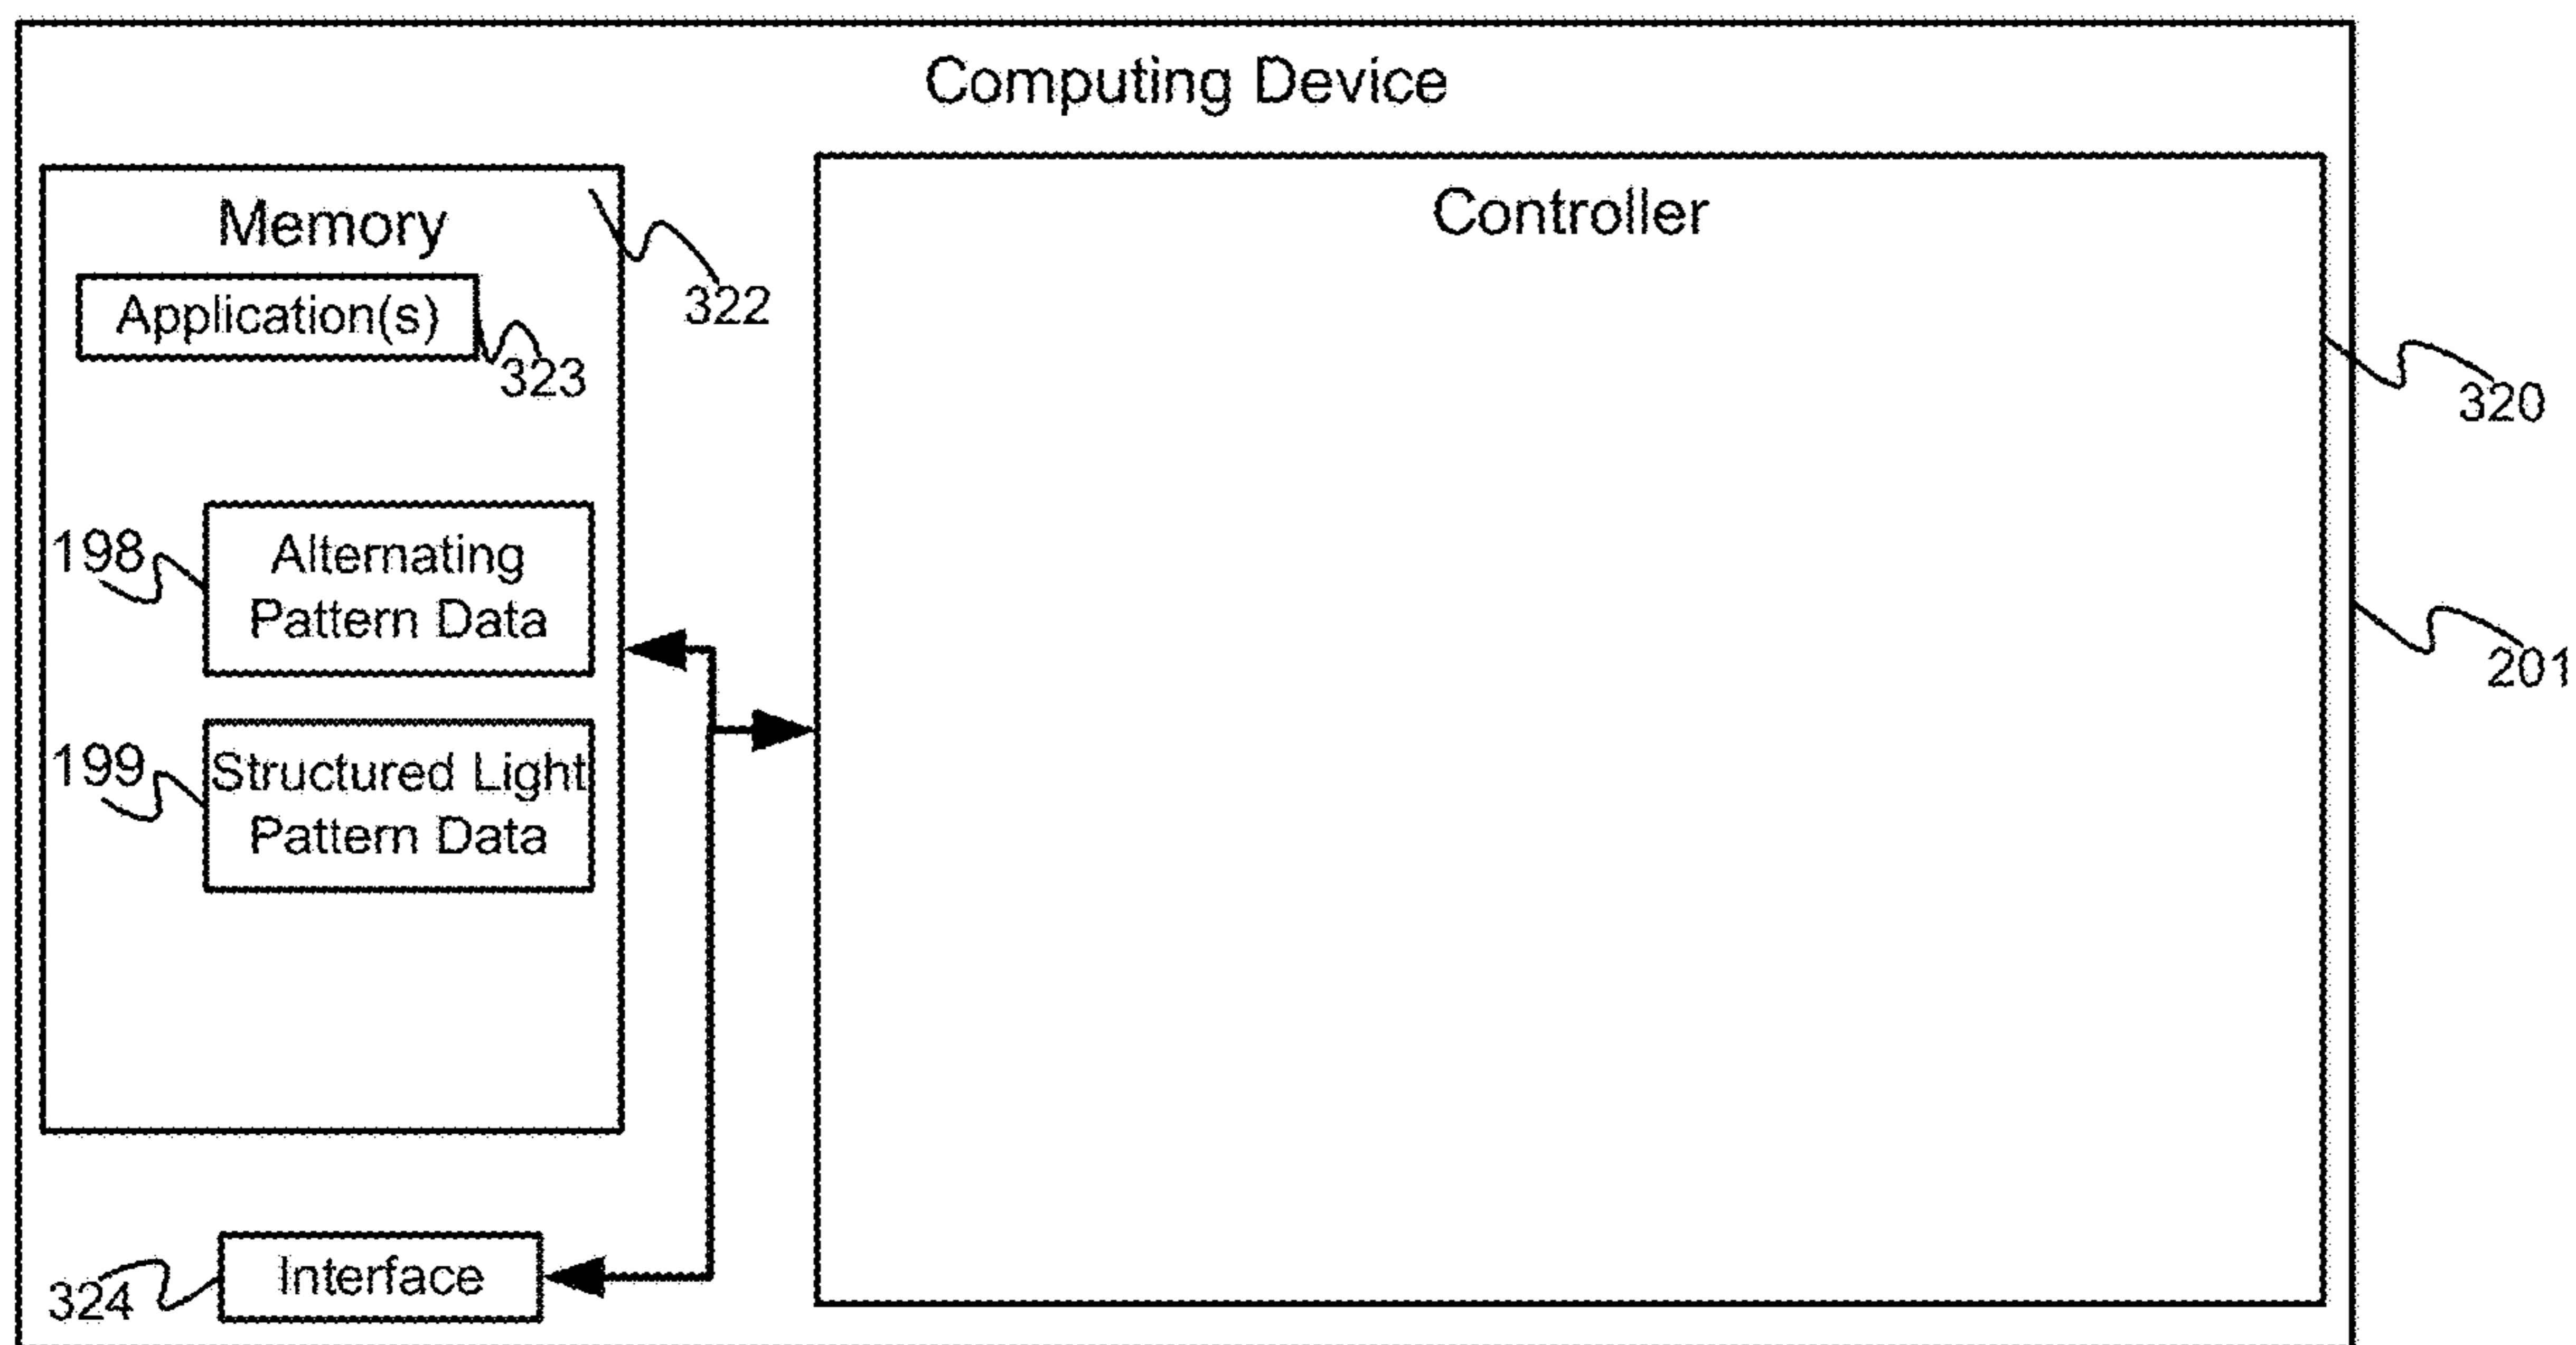 Computing Device
Memory
Controller
322
Application(s)
323
320
198
Alternating
Pattern Data
201
199
Structured Light
Pattern Data
Interface
324